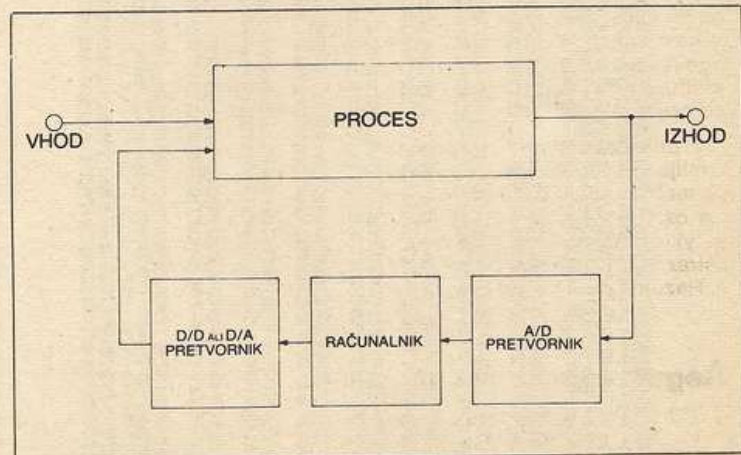 PROCES
VHOD
IZHOD
D/D ALI D/A
PRETVORNIK
RAČUNALNIK
A/D
PRETVORNIK